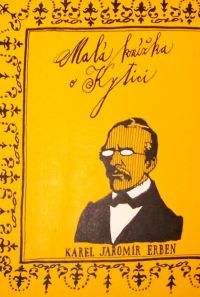 Malá knížka
o Kytici
KAREL JAROMÍR ERBEN